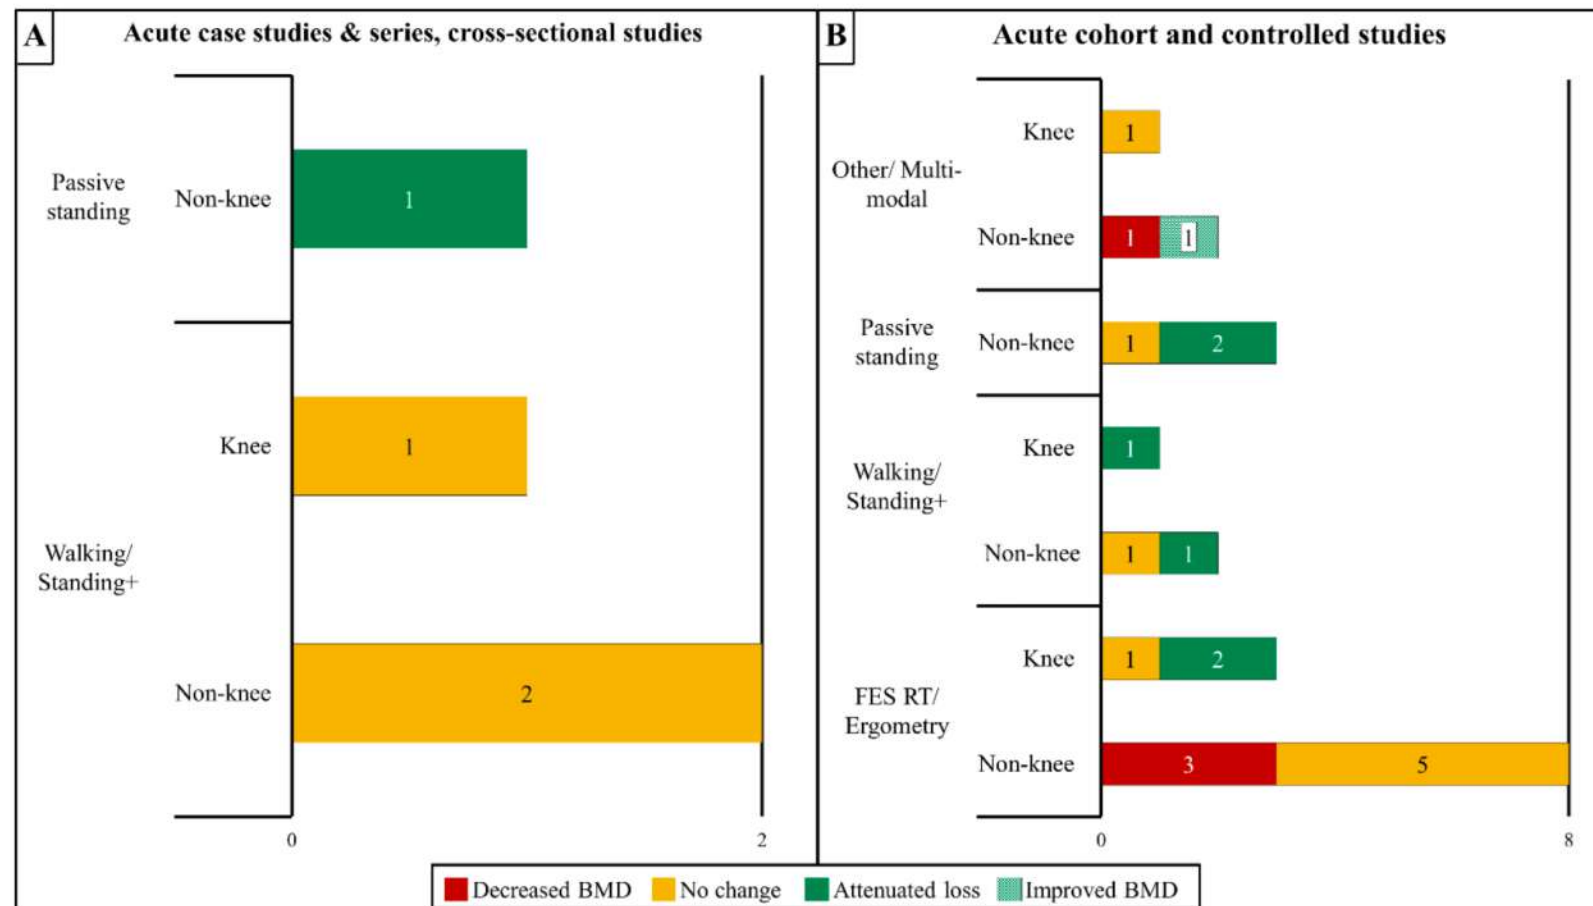 A
Acute case studies & series, cross-sectional studies
Passive
standing
Non-knee
1
Knee
1
Walking/
Standing+
Non-knee
2
0
2
B
Acute cohort and controlled studies
Knee
1
Other/ Multi-
modal
Non-knee
1
1
Passive
standing
Non-knee
1
2
Knee
1
Walking/
Standing+
Non-knee
1
1
Knee
1
2
FES RT/
Ergometry
Non-knee
3
5
0
8
Decreased BMD
No change
Attenuated loss
Improved BMD